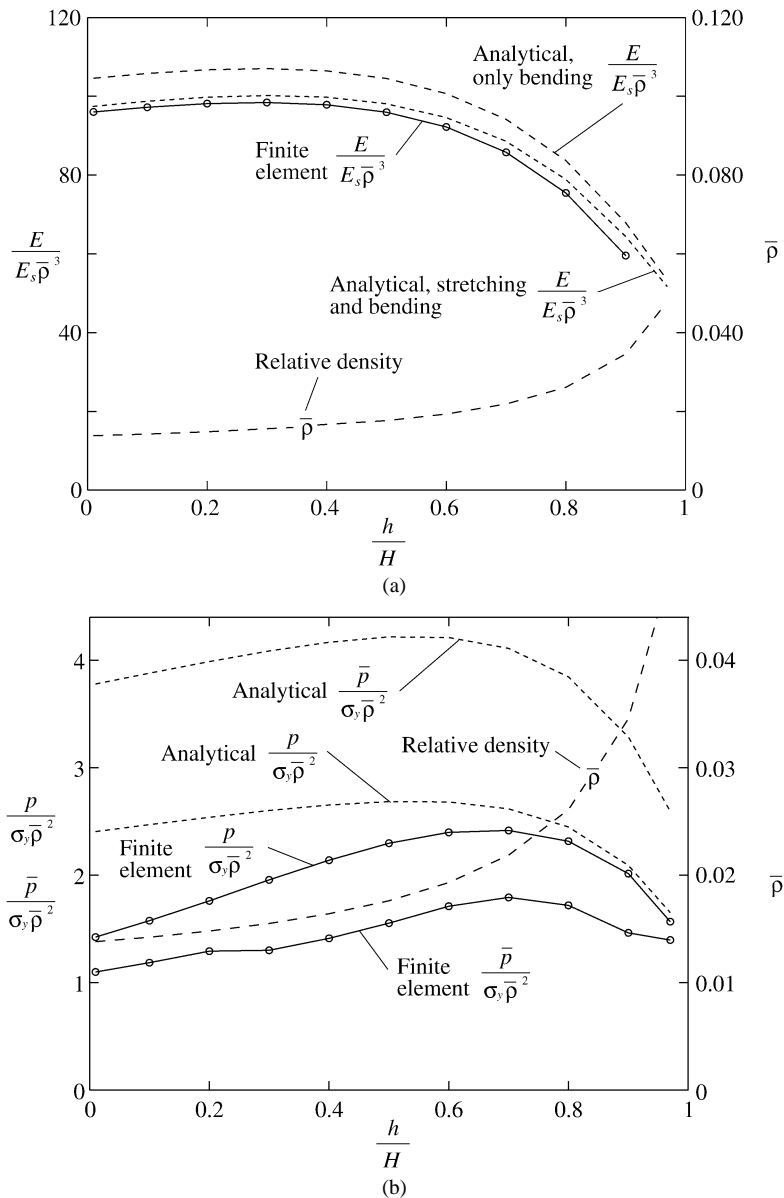 120
0.120
Analytical,
only bending E / E_s ρ̄ ³
Finite
element E / E_s ρ̄ ³
80
0.080
E / E_s ρ̄ ³
ρ̄
Analytical, stretching
and bending E / E_s ρ̄ ³
40
0.040
Relative density
ρ̄
0
0
0 0.2 0.4 0.6 0.8 1
h / H
(a)
4
0.04
Analytical p̄ / σ_y ρ̄ ²
Analytical p / σ_y ρ̄ ²
Relative density ρ̄
3
0.03
p / σ_y ρ̄ ²
Finite
element p / σ_y ρ̄ ²
2
0.02
p̄ / σ_y ρ̄ ²
ρ̄
Finite
element p̄ / σ_y ρ̄ ²
1
0.01
0
0
0 0.2 0.4 0.6 0.8 1
h / H
(b)